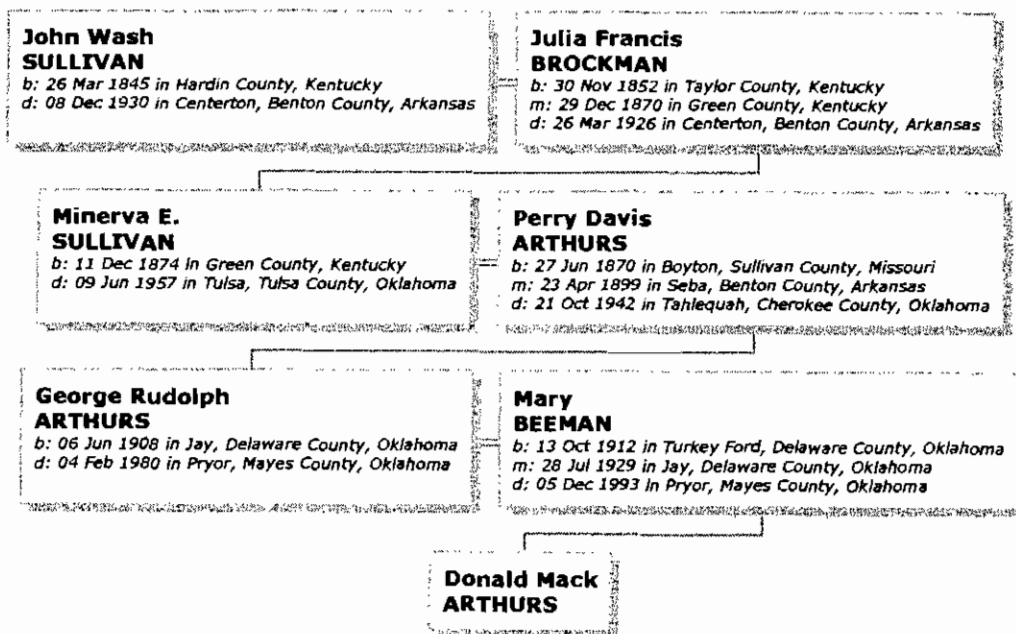 John Wash
SULLIVAN
b: 26 Mar 1845 in Hardin County, Kentucky
d: 08 Dec 1930 in Centerton, Benton County, Arkansas
Julia Francis
BROCKMAN
b: 30 Nov 1852 in Taylor County, Kentucky
m: 29 Dec 1870 in Green County, Kentucky
d: 26 Mar 1926 in Centerton, Benton County, Arkansas
Minerva E.
SULLIVAN
b: 11 Dec 1874 in Green County, Kentucky
d: 09 Jun 1957 in Tulsa, Tulsa County, Oklahoma
Perry Davis
ARTHURS
b: 27 Jun 1870 in Boyton, Sullivan County, Missouri
m: 23 Apr 1899 in Seba, Benton County, Arkansas
d: 21 Oct 1942 in Tahlequah, Cherokee County, Oklahoma
George Rudolph
ARTHURS
b: 06 Jun 1908 in Jay, Delaware County, Oklahoma
d: 04 Feb 1980 in Pryor, Mayes County, Oklahoma
Mary
BEEMAN
b: 13 Oct 1912 in Turkey Ford, Delaware County, Oklahoma
m: 28 Jul 1929 in Jay, Delaware County, Oklahoma
d: 05 Dec 1993 in Pryor, Mayes County, Oklahoma
Donald Mack
ARTHURS